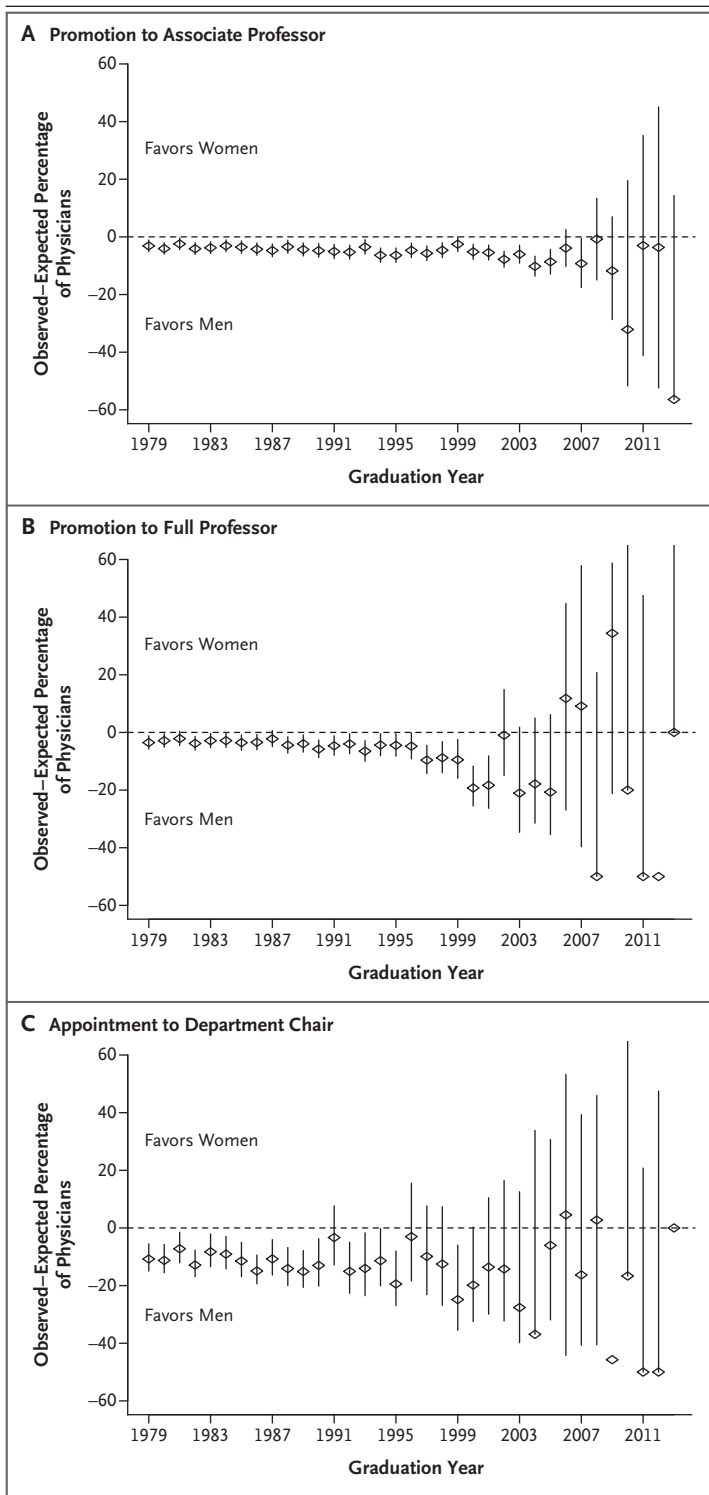 A Promotion to Associate Professor
60
40
20
0
–20
–40
–60
Observed–Expected Percentage
of Physicians
Favors Women
Favors Men
1979 1983 1987 1991 1995 1999 2003 2007 2011
Graduation Year
B Promotion to Full Professor
60
40
20
0
–20
–40
–60
Observed–Expected Percentage
of Physicians
Favors Women
Favors Men
1979 1983 1987 1991 1995 1999 2003 2007 2011
Graduation Year
C Appointment to Department Chair
60
40
20
0
–20
–40
–60
Observed–Expected Percentage
of Physicians
Favors Women
Favors Men
1979 1983 1987 1991 1995 1999 2003 2007 2011
Graduation Year